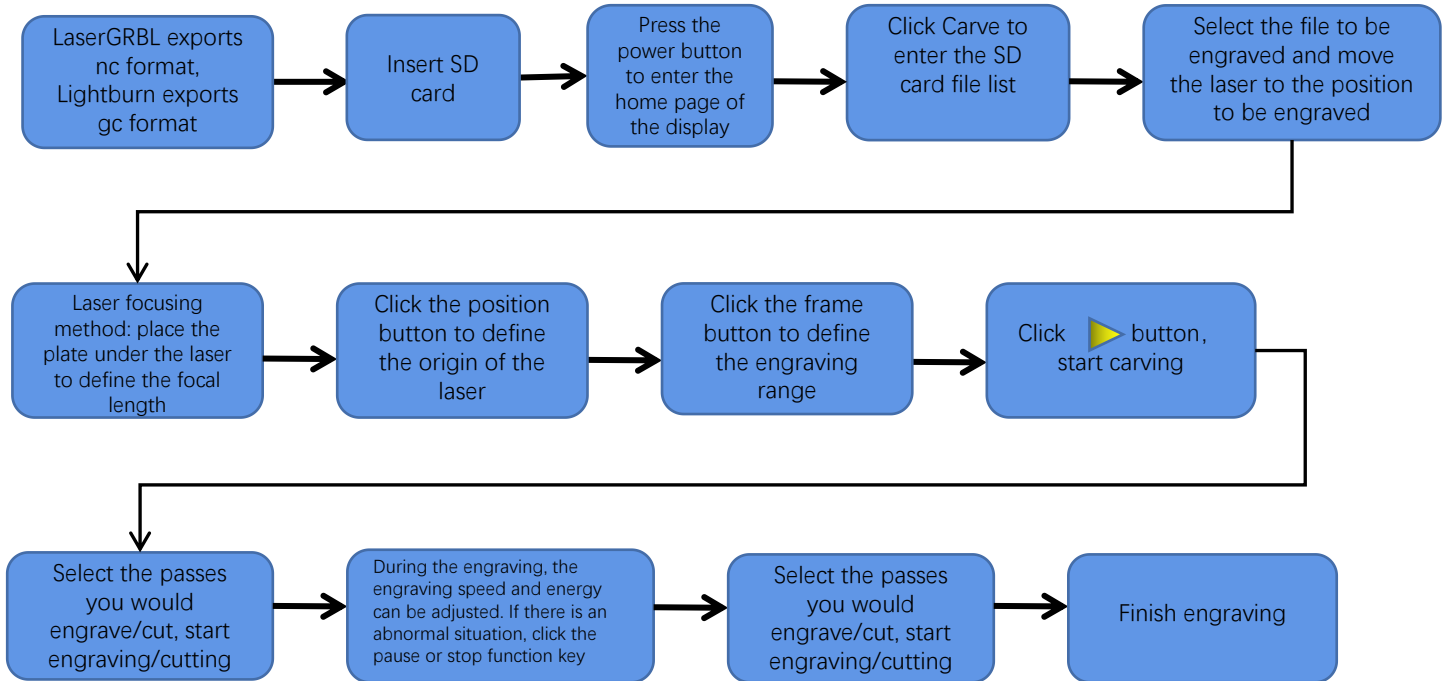 LaserGRBL exports
nc format,
Lightburn exports
gc format
Insert SD
card
Press the
power button
to enter the
home page of
the display
Click Carve to
enter the SD
card file list
Select the file to be
engraved and move
the laser to the position
to be engraved
Laser focusing
method: place the
plate under the laser
to define the focal
length
Click the position
button to define
the origin of the
laser
Click the frame
button to define
the engraving
range
Click button,
start carving
Select the passes
you would
engrave/cut, start
engraving/cutting
During the engraving, the
engraving speed and energy
can be adjusted. If there is an
abnormal situation, click the
pause or stop function key
Select the passes
you would
engrave/cut, start
engraving/cutting
Finish engraving